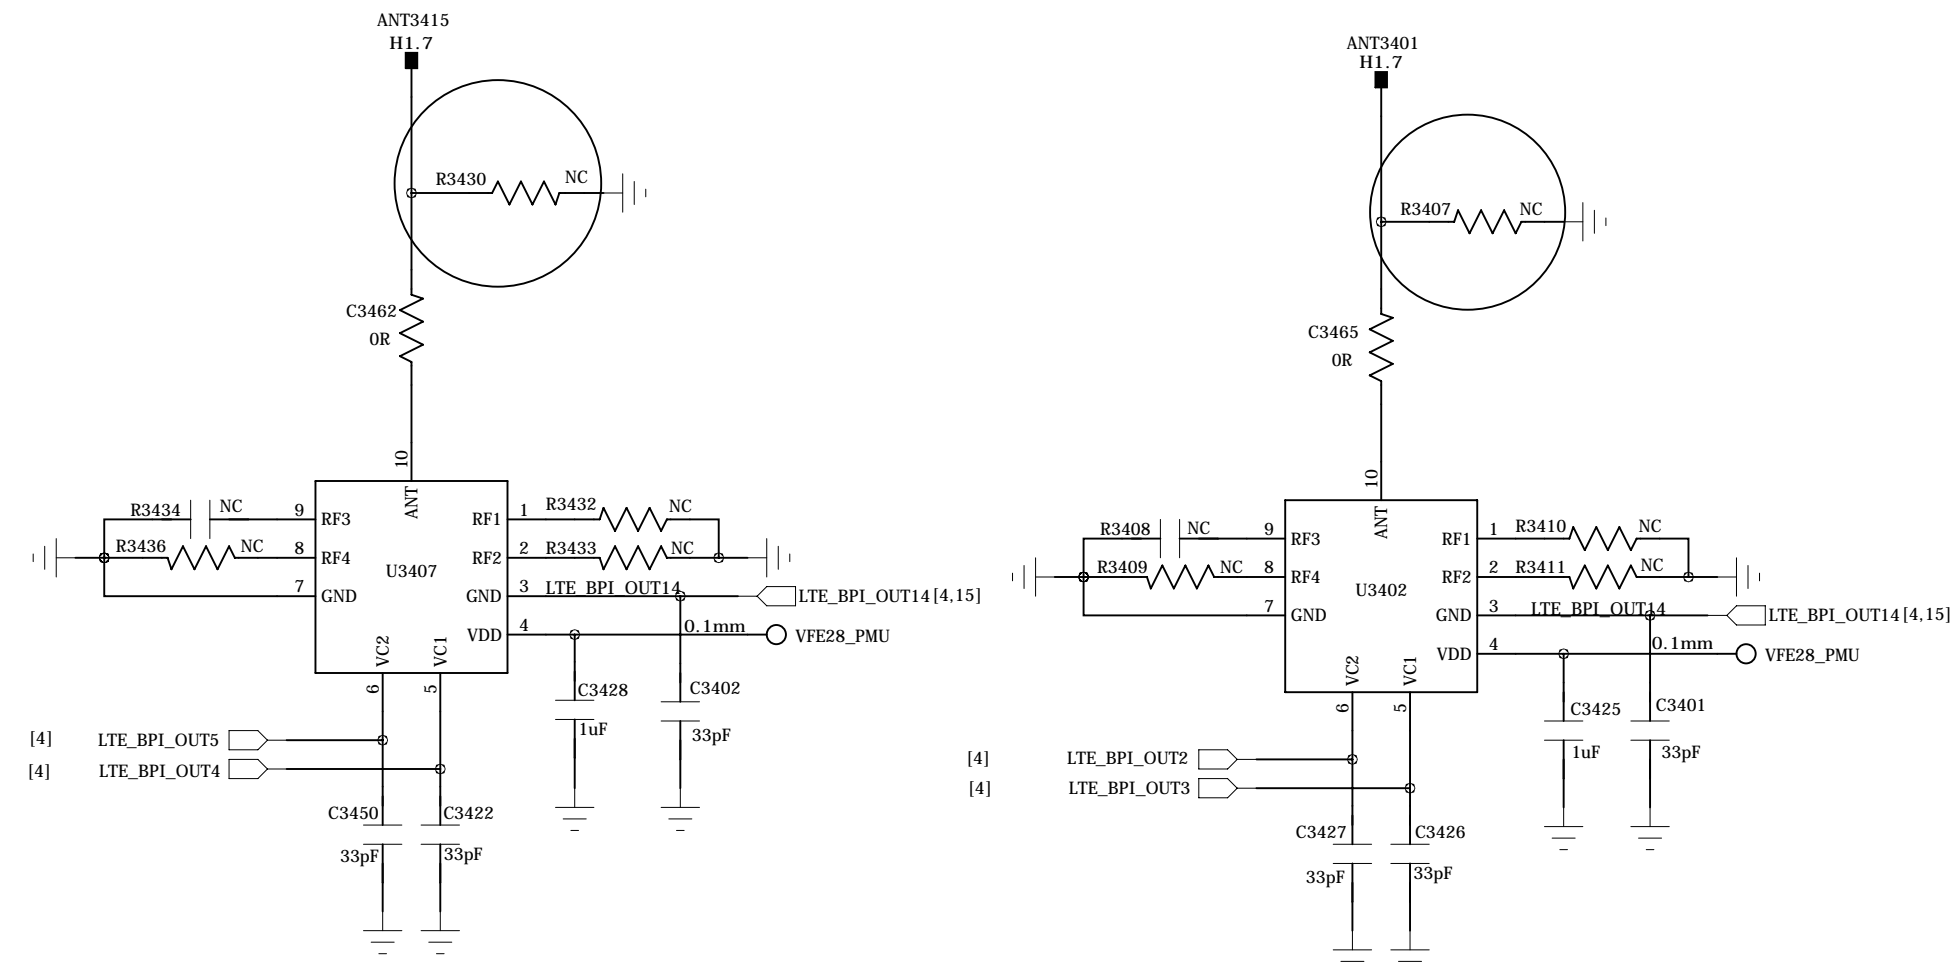 ANT3415
H1.7
R3430 NC
C3462
0R
10
ANT
R3434 NC 9 RF3
R3436 NC 8 RF4
7 GND
U3407
RF1 1 R3432 NC
RF2 2 R3433 NC
GND 3 LTE_BPI_OUT14
LTE_BPI_OUT14 [4,15]
VDD 4 0.1mm VFE28_PMU
VC2 VC1
6 5
C3428
1uF
C3402
33pF
[4] LTE_BPI_OUT5
[4] LTE_BPI_OUT4
C3450 C3422
33pF 33pF
ANT3401
H1.7
R3407 NC
C3465
0R
10
ANT
R3408 NC 9 RF3
R3409 NC 8 RF4
7 GND
U3402
RF1 1 R3410 NC
RF2 2 R3411 NC
GND 3 LTE_BPI_OUT14
LTE_BPI_OUT14 [4,15]
VDD 4 0.1mm VFE28_PMU
VC2 VC1
6 5
C3425
1uF
C3401
33pF
[4] LTE_BPI_OUT2
[4] LTE_BPI_OUT3
C3427 C3426
33pF 33pF